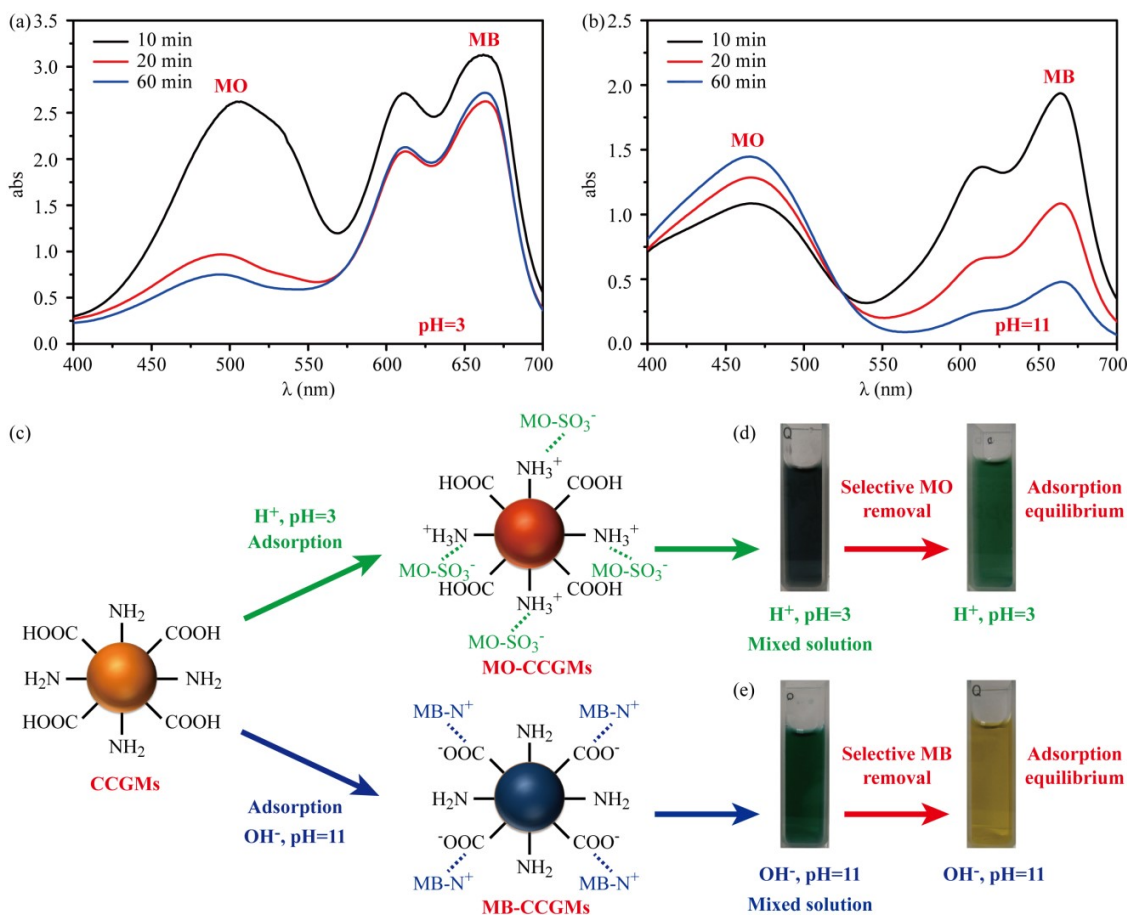 (a)
3.5
3.0
2.5
2.0
1.5
1.0
0.5
0.0
abs
10 min
20 min
60 min
MO
MB
pH=3
400 450 500 550 600 650 700
λ (nm)
(b)
2.5
2.0
1.5
1.0
0.5
0.0
abs
10 min
20 min
60 min
MO
MB
pH=11
400 450 500 550 600 650 700
λ (nm)
(c)
NH₂
HOOC COOH
H₂N NH₂
HOOC COOH
NH₂
CCGMs
H⁺, pH=3
Adsorption
Adsorption
OH⁻, pH=11
MO-SO₃⁻
NH₃⁺
HOOC COOH
⁺H₃N NH₃⁺
MO-SO₃⁻ MO-SO₃⁻
HOOC COOH
NH₃⁺
MO-SO₃⁻
MO-CCGMs
MB-N⁺ MB-N⁺
NH₂
⁻OOC COO⁻
H₂N NH₂
⁻OOC COO⁻
NH₂
MB-N⁺ MB-N⁺
MB-CCGMs
(d)
Q
Selective MO
removal
Adsorption
equilibrium
H⁺, pH=3
Mixed solution
H⁺, pH=3
(e)
Q
Selective MB
removal
Adsorption
equilibrium
OH⁻, pH=11
Mixed solution
OH⁻, pH=11